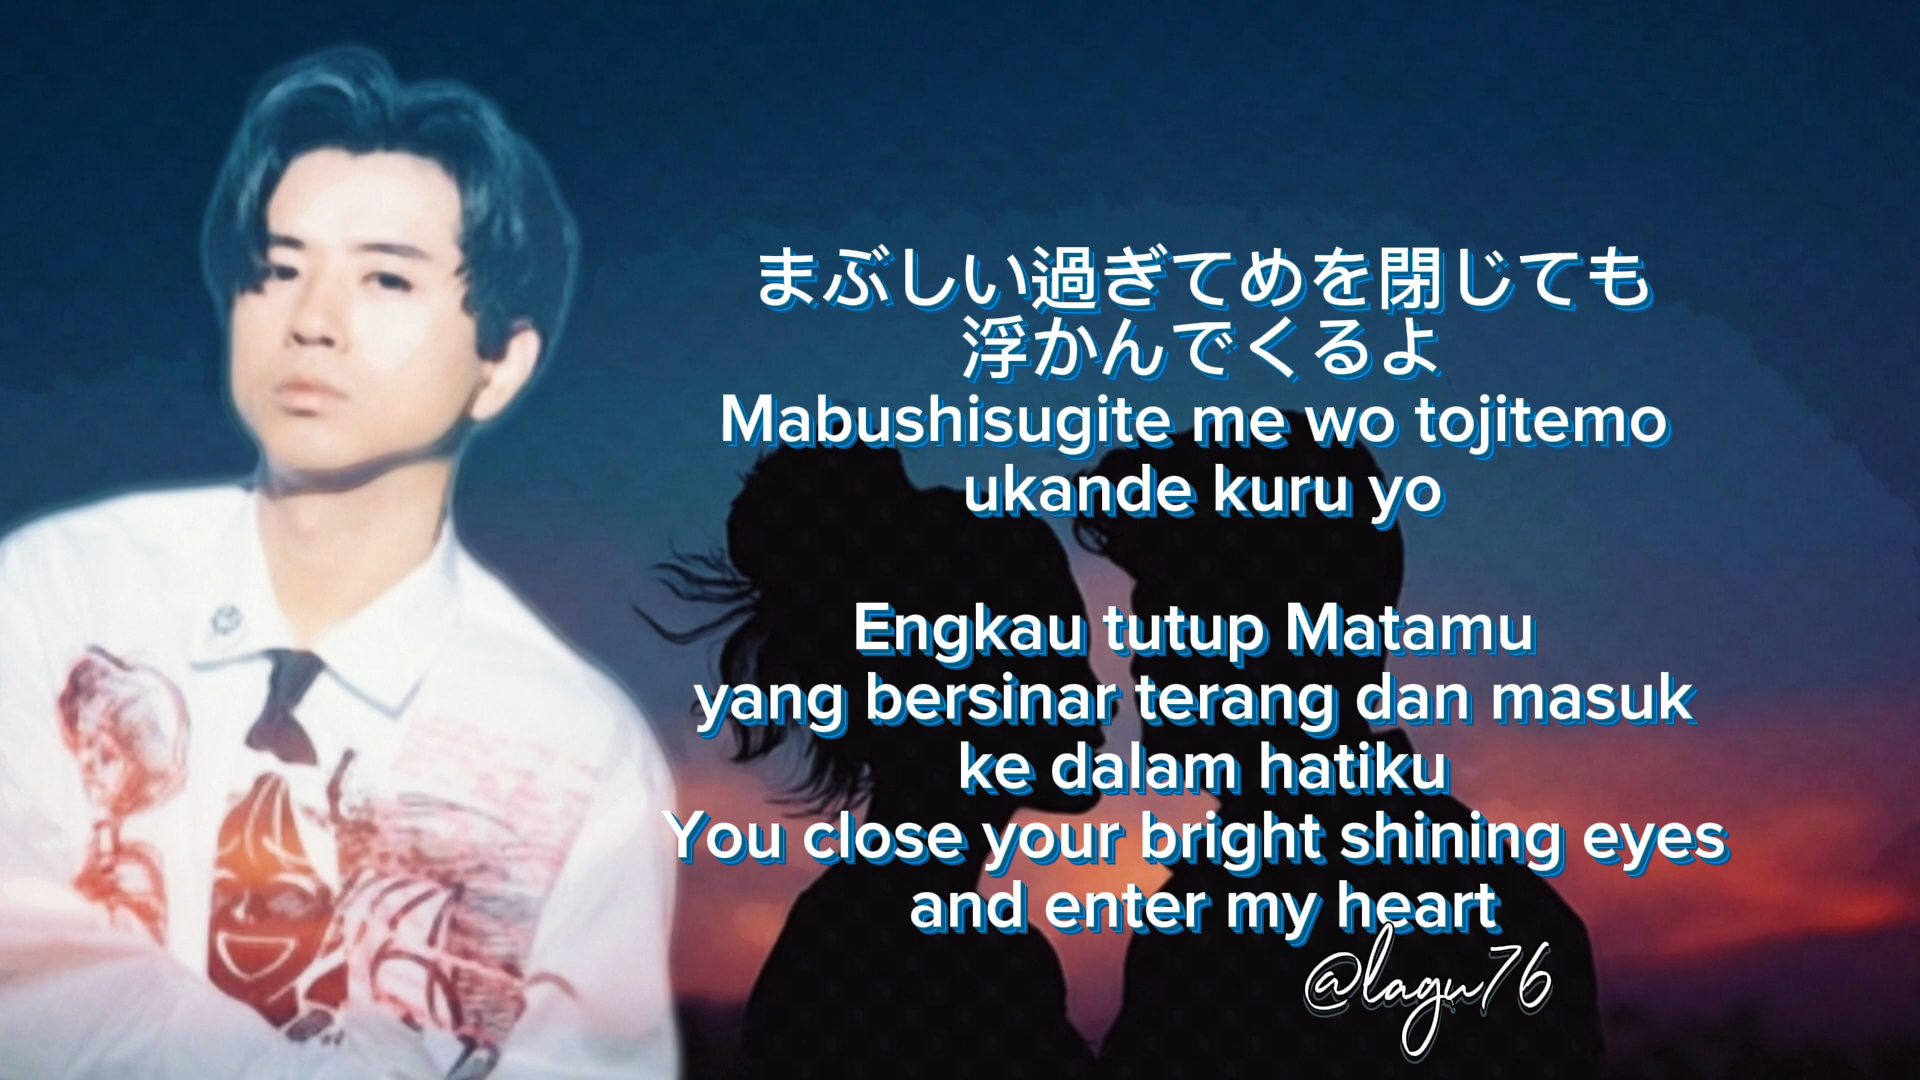 まぶしい過ぎてめを閉じても
浮かんでくるよ
Mabushisugite me wo tojitemo
ukande kuru yo
Engkau tutup Matamu
yang bersinar terang dan masuk
ke dalam hatiku
You close your bright shining eyes
and enter my heart
@lagu76